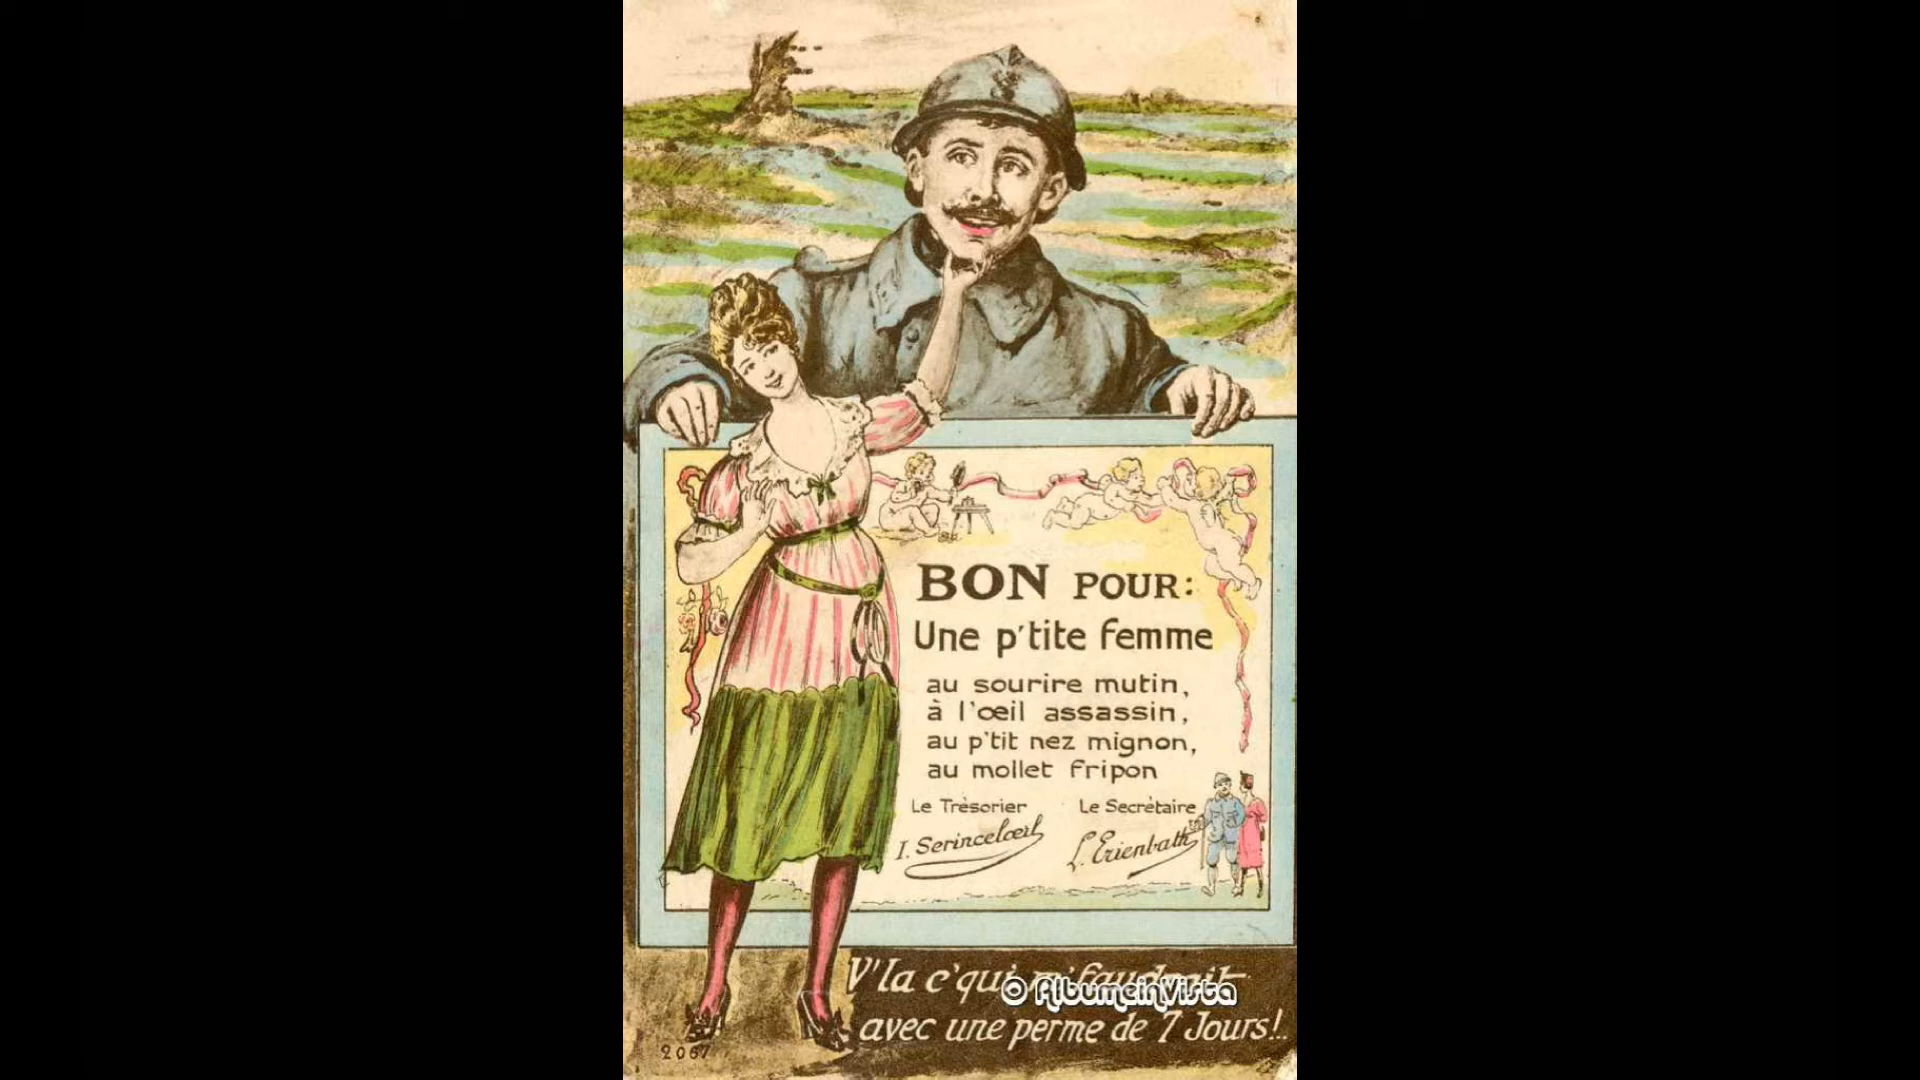 BON POUR:
Une p'tite femme
au sourire mutin,
à l'œil assassin,
au p'tit nez mignon,
au mollet fripon
Le Trésorier
Le Secrétaire
I. Serinceloeil
L. Erienbath
V'la c'qui m'faudrait
© AlbumeinVista
avec une perme de 7 Jours!..
2067